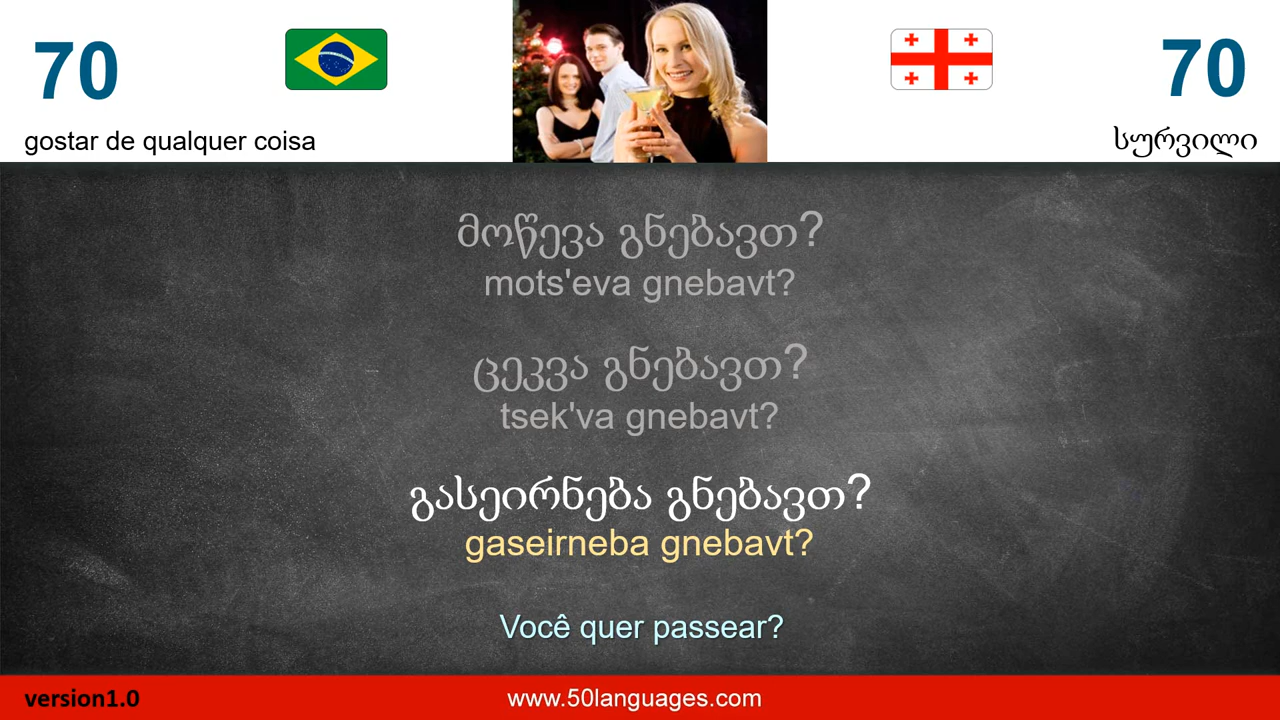 70
70
gostar de qualquer coisa
სურვილი
მოწევა გნებავთ?
mots'eva gnebavt?
ცეკვა გნებავთ?
tsek'va gnebavt?
გასეირნება გნებავთ?
gaseirneba gnebavt?
Você quer passear?
version1.0
www.50languages.com